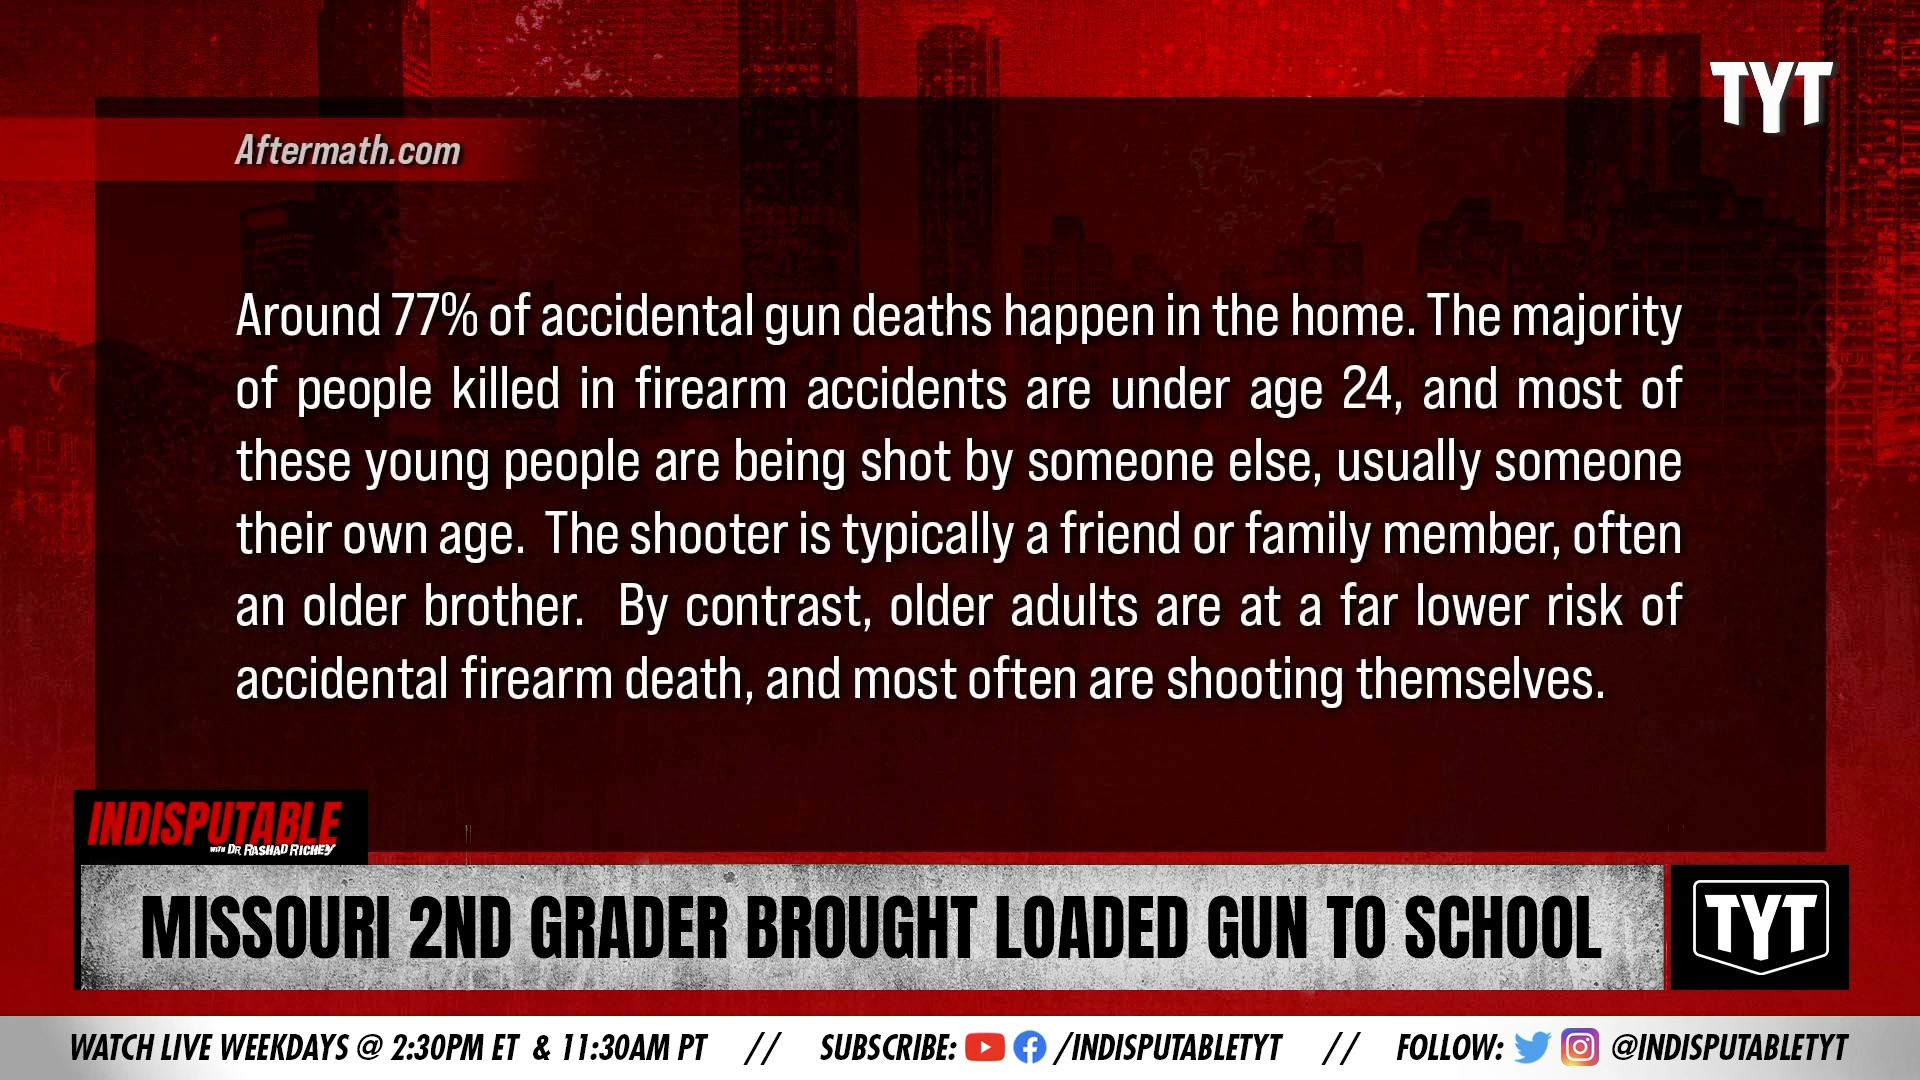 TYT
Aftermath.com
Around 77% of accidental gun deaths happen in the home. The majority
of people killed in firearm accidents are under age 24, and most of
these young people are being shot by someone else, usually someone
their own age.  The shooter is typically a friend or family member, often
an older brother.  By contrast, older adults are at a far lower risk of
accidental firearm death, and most often are shooting themselves.
INDISPUTABLE
WITH DR RASHAD RICHEY
MISSOURI 2ND GRADER BROUGHT LOADED GUN TO SCHOOL
TYT
WATCH LIVE WEEKDAYS @ 2:30PM ET & 11:30AM PT // SUBSCRIBE: /INDISPUTABLETYT // FOLLOW: @INDISPUTABLETYT